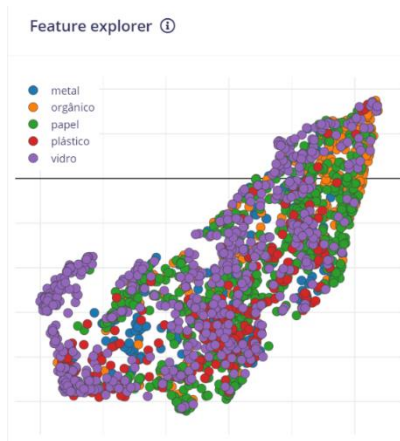 Feature explorer ⓘ
metal
orgânico
papel
plástico
vidro